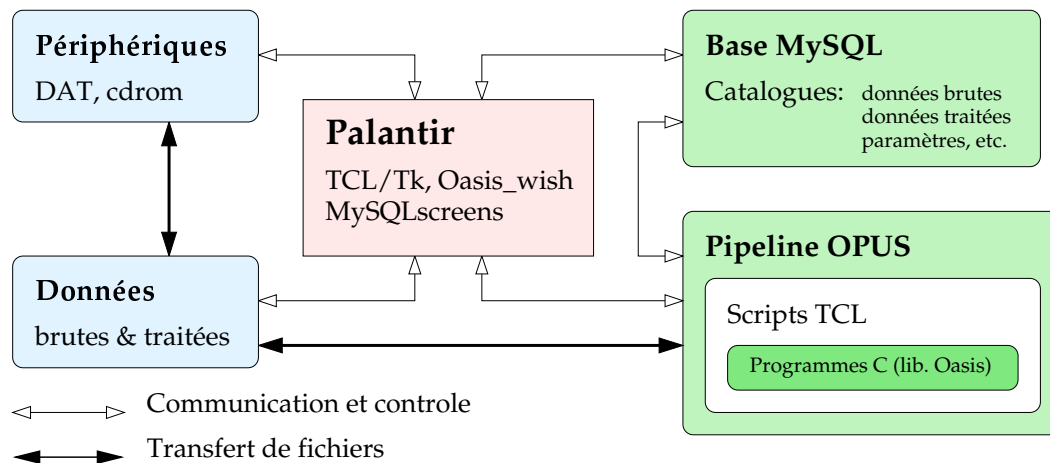 Périphériques
DAT, cdrom
Base MySQL
Catalogues: données brutes
données traitées
paramètres, etc.
Palantir
TCL/Tk, Oasis_wish
MySQLscreens
Données
brutes & traitées
Pipeline OPUS
Scripts TCL
Programmes C (lib. Oasis)
Communication et controle
Transfert de fichiers